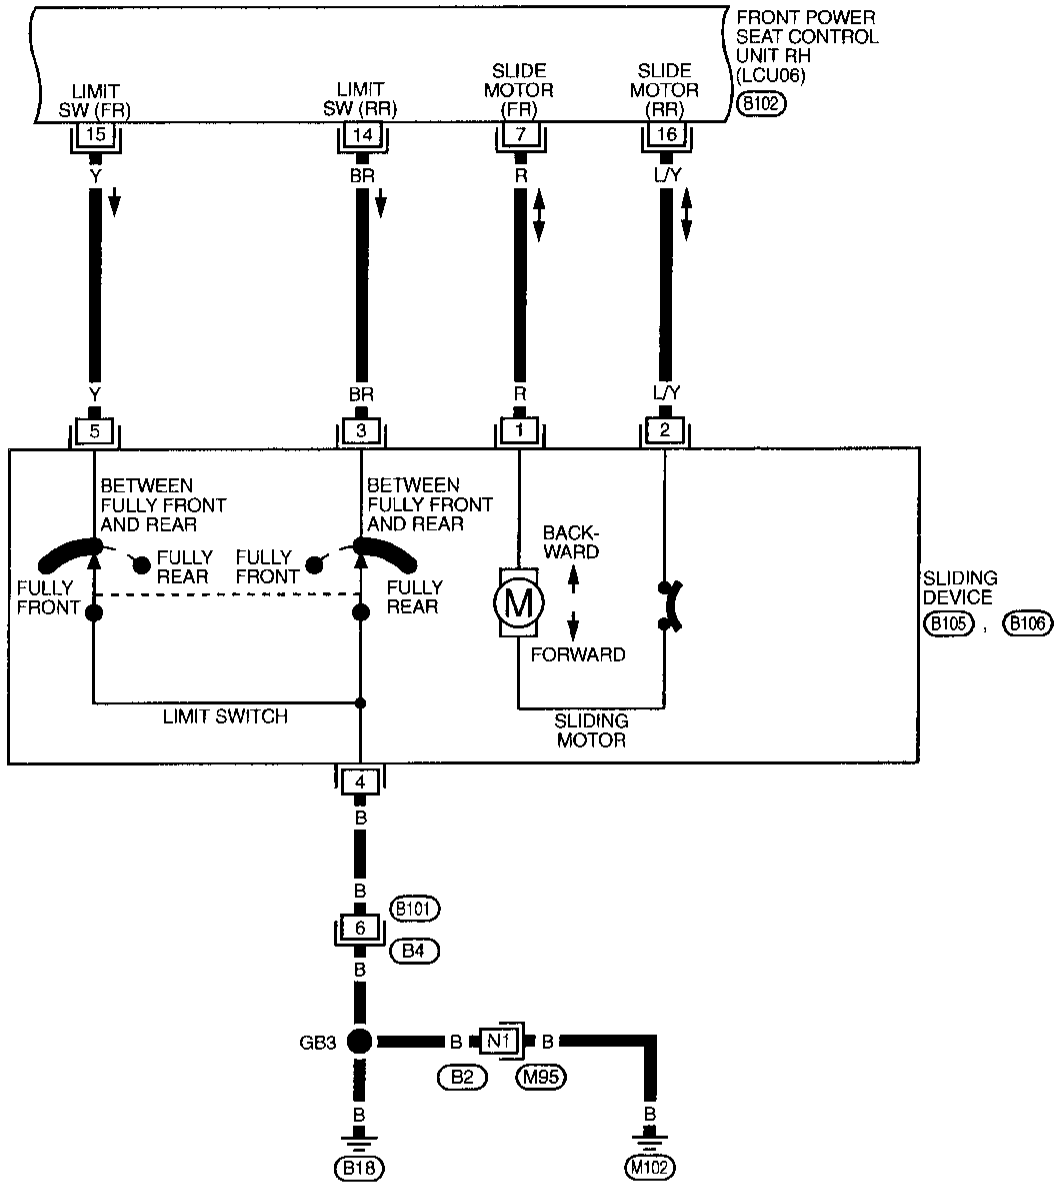 FRONT POWER
SEAT CONTROL
UNIT RH
(LCU06)
B102
LIMIT
SW (FR)
LIMIT
SW (RR)
SLIDE
MOTOR
(FR)
SLIDE
MOTOR
(RR)
15
14
7
16
Y
BR
R
L/Y
Y
BR
R
L/Y
5
3
1
2
BETWEEN
FULLY FRONT
AND REAR
BETWEEN
FULLY FRONT
AND REAR
FULLY
FRONT
FULLY
REAR
FULLY
FRONT
FULLY
REAR
BACK-
WARD
M
FORWARD
SLIDING
DEVICE
B105 , B106
LIMIT SWITCH
SLIDING
MOTOR
4
B
B
B101
6
B4
B
GB3
B
N1
B
B2
M95
B
B
B18
M102